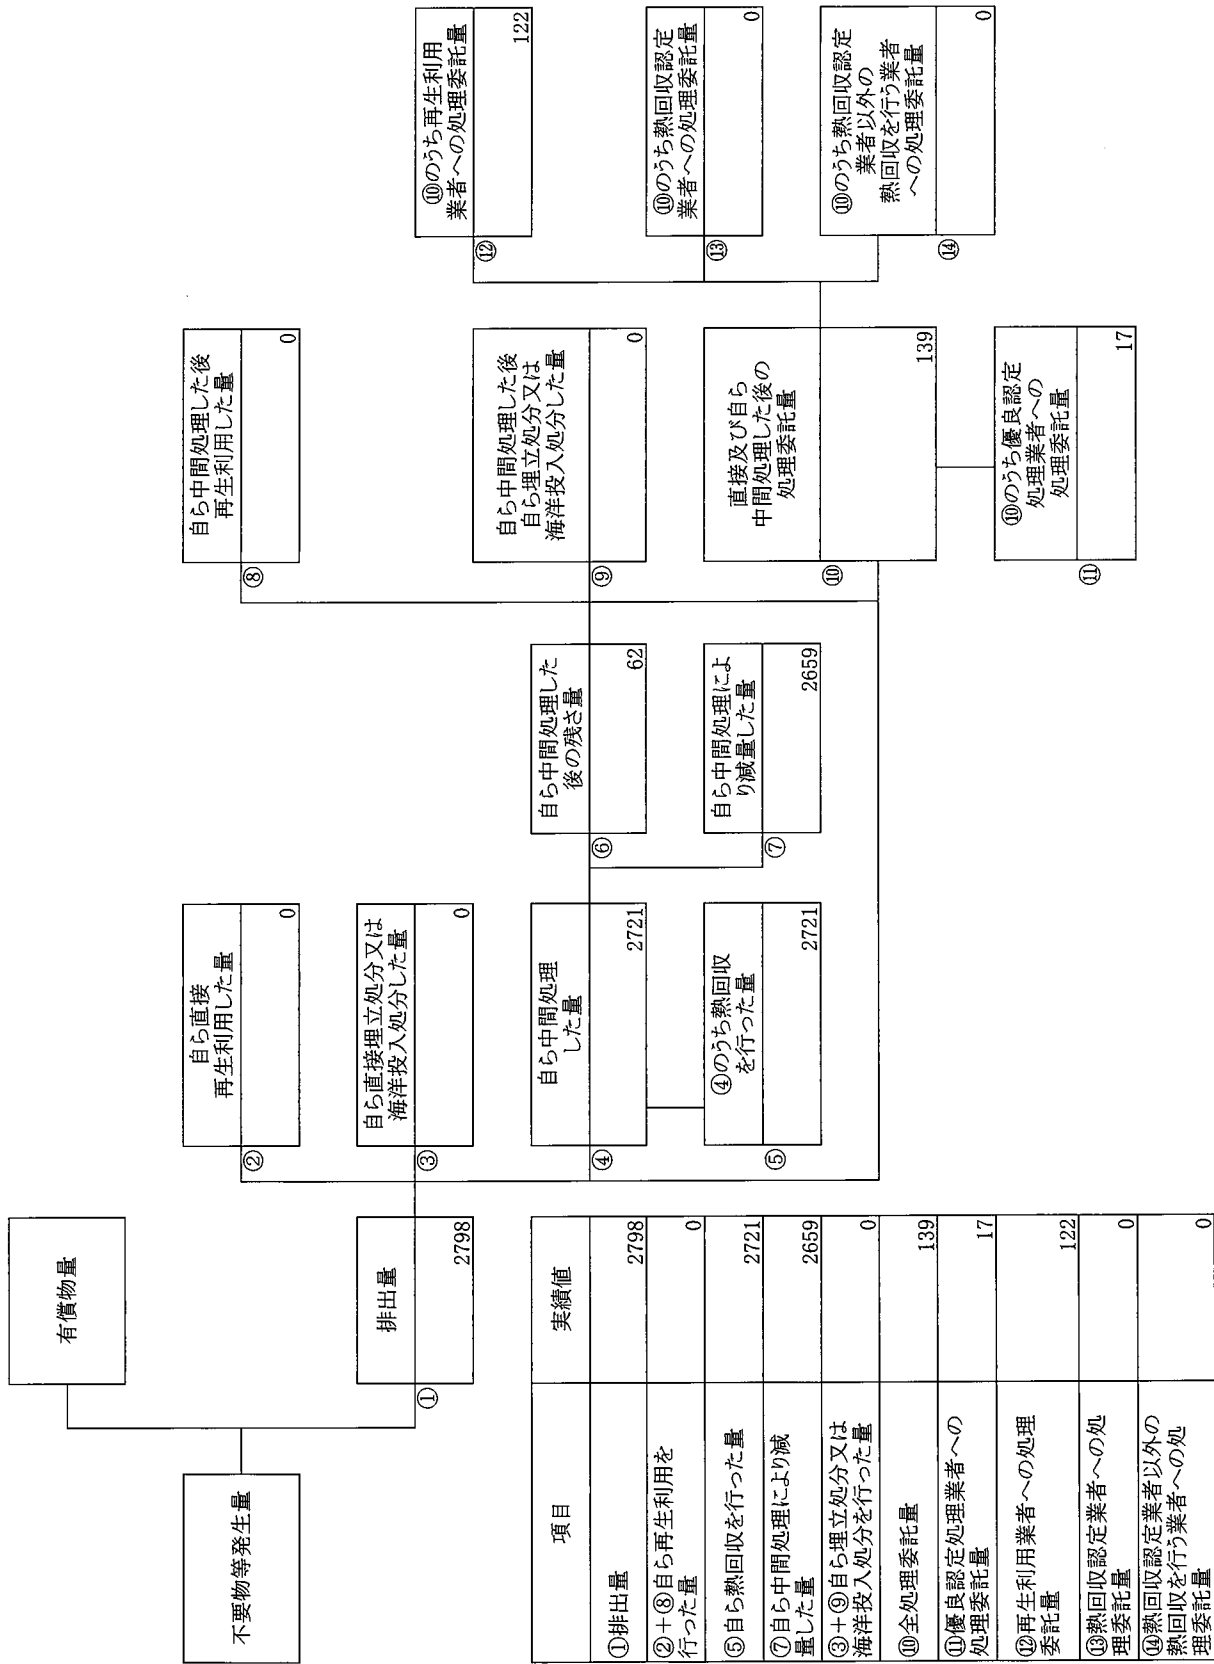 不要物等発生量
有償物量
排出量
①
2798
自ら直接
再生利用した量
②
0
自ら直接埋立処分又は
海洋投入処分した量
③
0
自ら中間処理
した量
④
2721
④のうち熱回収
を行った量
⑤
2721
自ら中間処理した
後の残さ量
⑥
62
自ら中間処理によ
り減量した量
⑦
2659
自ら中間処理した後
再生利用した量
⑧
0
自ら中間処理した後
自ら埋立処分又は
海洋投入処分した量
⑨
0
直接及び自ら
中間処理した後の
処理委託量
⑩
139
⑩のうち優良認定
処理業者への
処理委託量
⑪
17
⑩のうち再生利用
業者への処理委託量
⑫
122
⑩のうち熱回収認定
業者への処理委託量
⑬
0
⑩のうち熱回収認定
業者以外の
熱回収を行う業者
への処理委託量
⑭
0
項目 実績値
①排出量 2798
②+⑧自ら再生利用を
行った量 0
⑤自ら熱回収を行った量 2721
⑦自ら中間処理により減
量した量 2659
③+⑨自ら埋立処分又は
海洋投入処分を行った量 0
⑩全処理委託量 139
⑪優良認定処理業者への
処理委託量 17
⑫再生利用業者への処理
委託量 122
⑬熱回収認定業者への処
理委託量 0
⑭熱回収認定業者以外の
熱回収を行う業者への処
理委託量 0